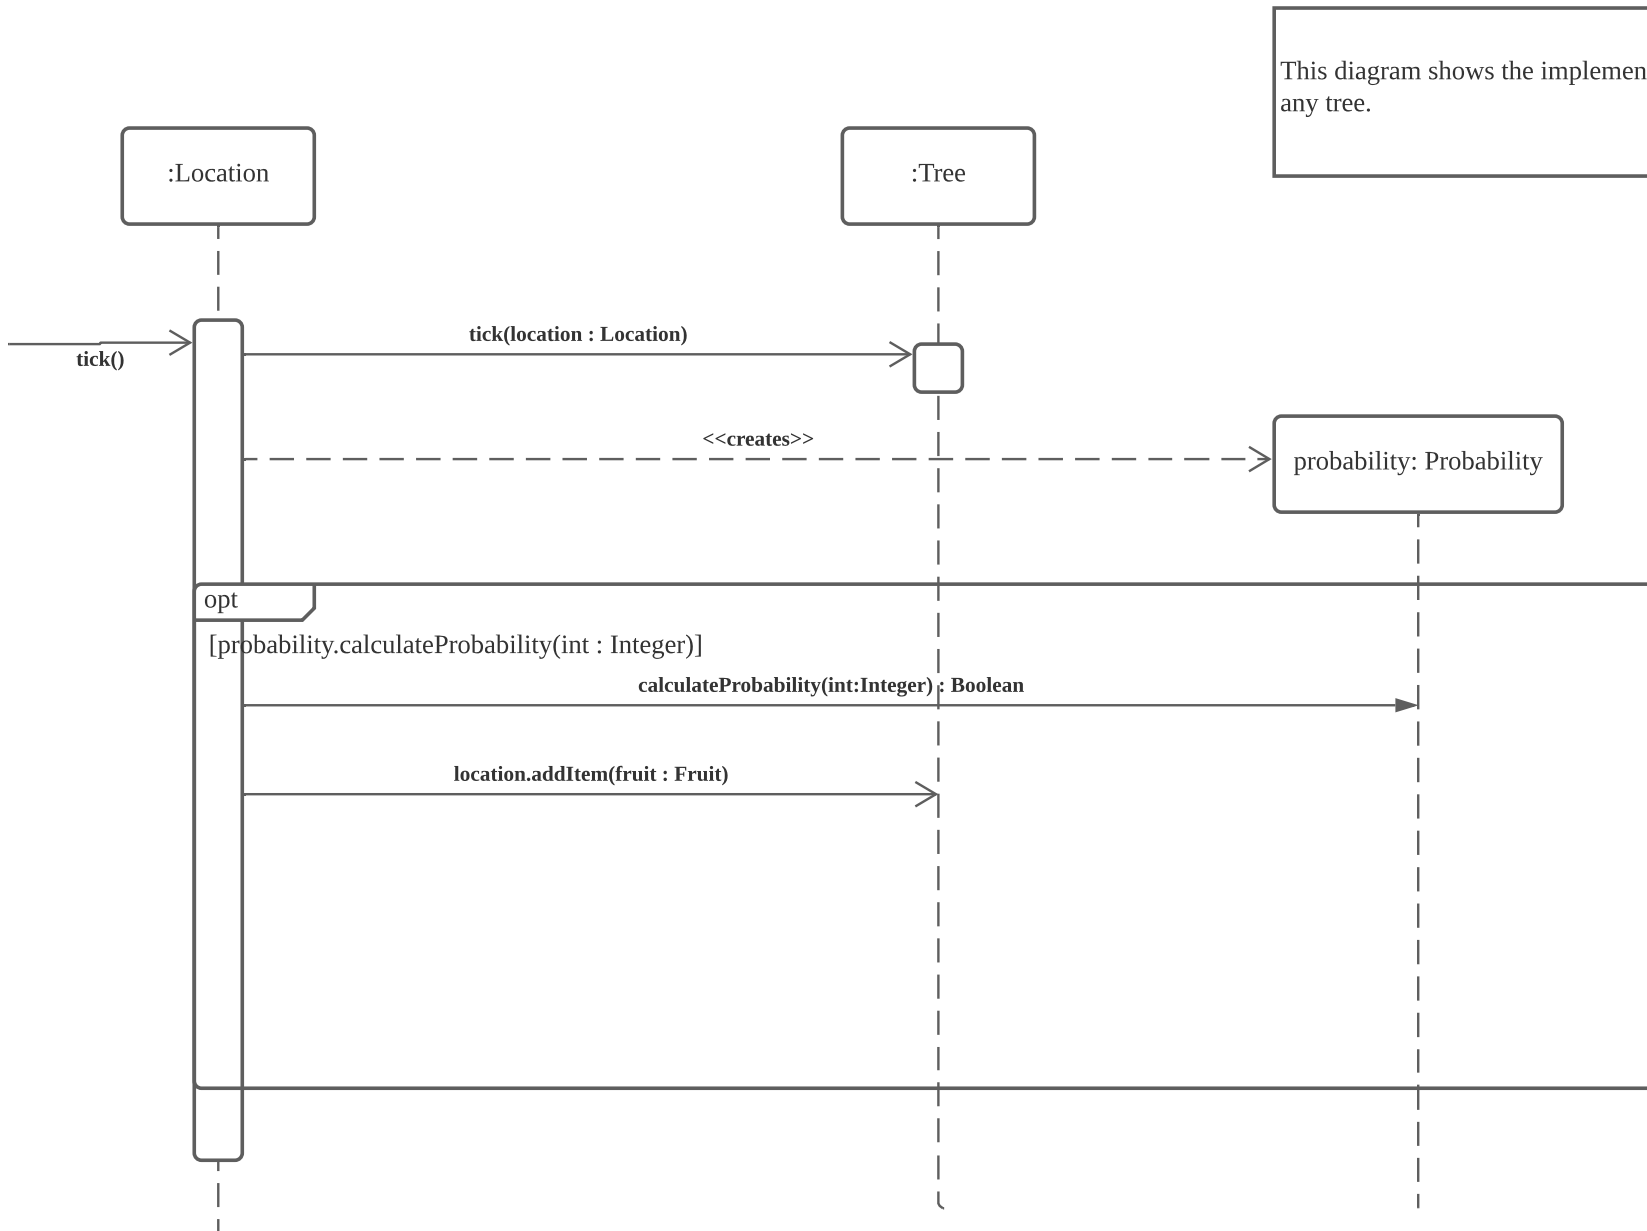 This diagram shows the implemen
any tree.
:Location
:Tree
tick(location : Location)
tick()
<<creates>>
probability: Probability
opt
[probability.calculateProbability(int : Integer)]
calculateProbability(int:Integer) : Boolean
location.addItem(fruit : Fruit)